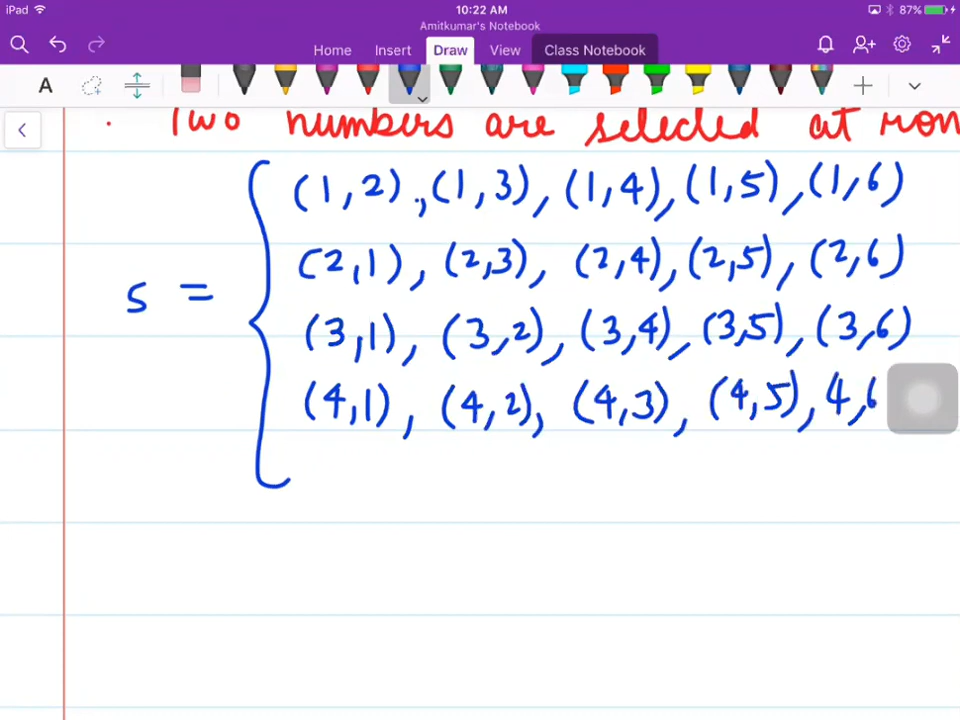 iPad 10:22 AM 87%
Amitkumar's Notebook
Home Insert Draw View Class Notebook
A
. Two numbers are selected at
(1,2), (1,3), (1,4), (1,5), (1,6)
(2,1), (2,3), (2,4), (2,5), (2,6)
s =
(3,1), (3,2), (3,4), (3,5), (3,6)
(4,1), (4,2), (4,3), (4,5), 4,6